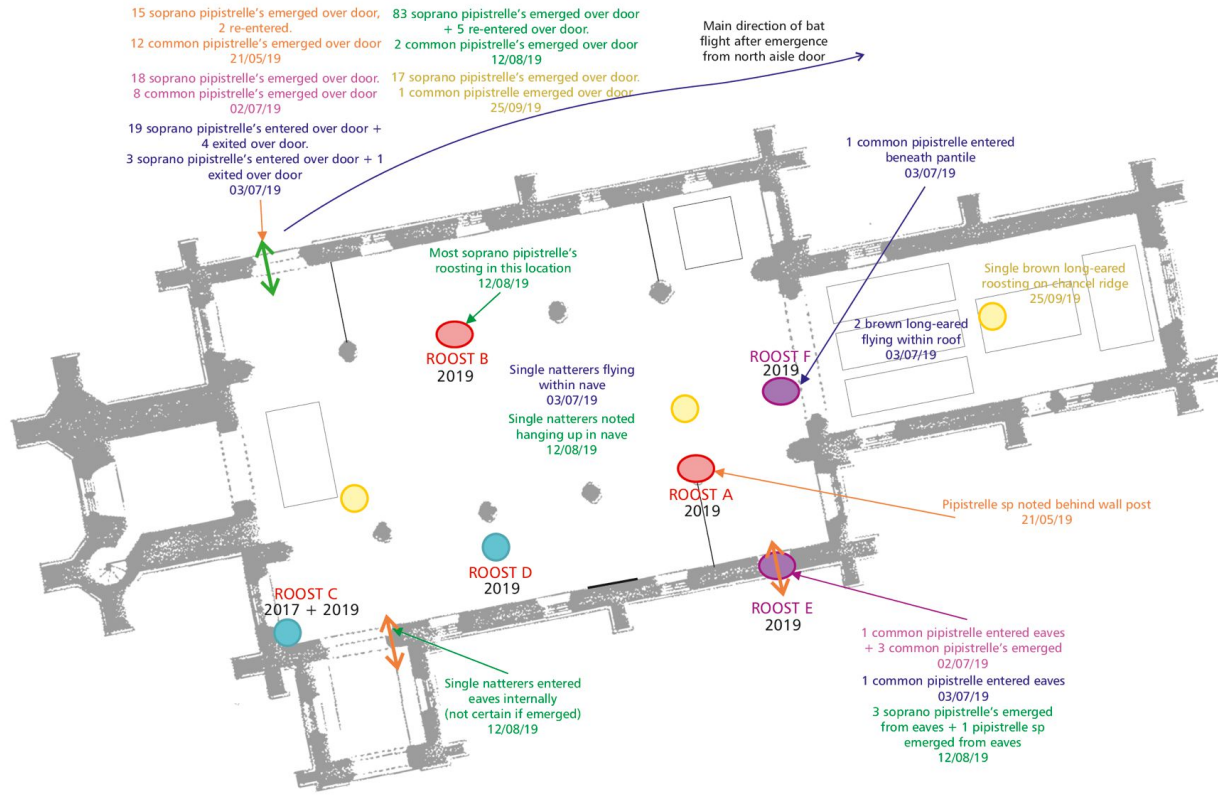 15 soprano pipistrelle's emerged over door,
2 re-entered.
12 common pipistrelle's emerged over door
21/05/19
18 soprano pipistrelle's emerged over door.
8 common pipistrelle's emerged over door
02/07/19
19 soprano pipistrelle's entered over door +
4 exited over door.
3 soprano pipistrelle's entered over door + 1
exited over door
03/07/19
83 soprano pipistrelle's emerged over door
+ 5 re-entered over door.
2 common pipistrelle's emerged over door
12/08/19
17 soprano pipistrelle's emerged over door.
1 common pipistrelle emerged over door
25/09/19
Main direction of bat
flight after emergence
from north aisle door
1 common pipistrelle entered
beneath pantile
03/07/19
Most soprano pipistrelle's
roosting in this location
12/08/19
Single brown long-eared
roosting on chancel ridge
25/09/19
2 brown long-eared
flying within roof
03/07/19
ROOST B
2019
ROOST F
2019
Single natterers flying
within nave
03/07/19
Single natterers noted
hanging up in nave
12/08/19
ROOST A
2019
Pipistrelle sp noted behind wall post
21/05/19
ROOST D
2019
ROOST C
2017 + 2019
ROOST E
2019
1 common pipistrelle entered eaves
+ 3 common pipistrelle's emerged
02/07/19
1 common pipistrelle entered eaves
03/07/19
3 soprano pipistrelle's emerged
from eaves + 1 pipistrelle sp
emerged from eaves
12/08/19
Single natterers entered
eaves internally
(not certain if emerged)
12/08/19